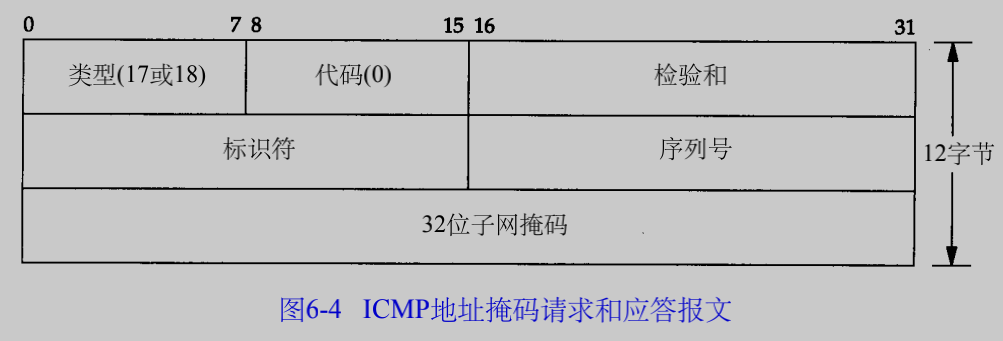 0 7 8 15 16 31
类型(17或18) 代码(0) 检验和
标识符 序列号
12字节
32位子网掩码
图6-4 ICMP地址掩码请求和应答报文